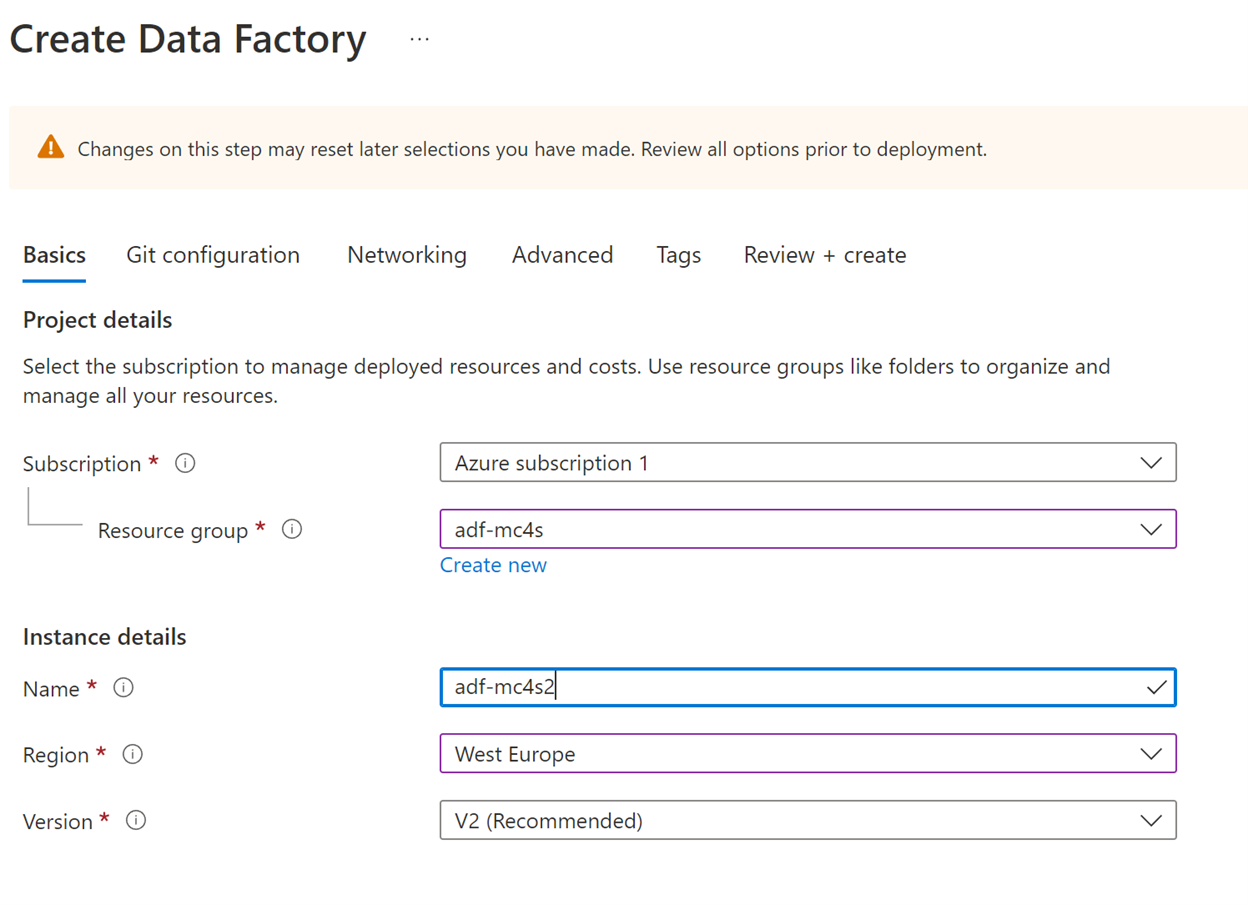 Create Data Factory ...
Changes on this step may reset later selections you have made. Review all options prior to deployment.
Basics Git configuration Networking Advanced Tags Review + create
Project details
Select the subscription to manage deployed resources and costs. Use resource groups like folders to organize and
manage all your resources.
Subscription * Azure subscription 1
Resource group * adf-mc4s
Create new
Instance details
Name * adf-mc4s2
Region * West Europe
Version * V2 (Recommended)